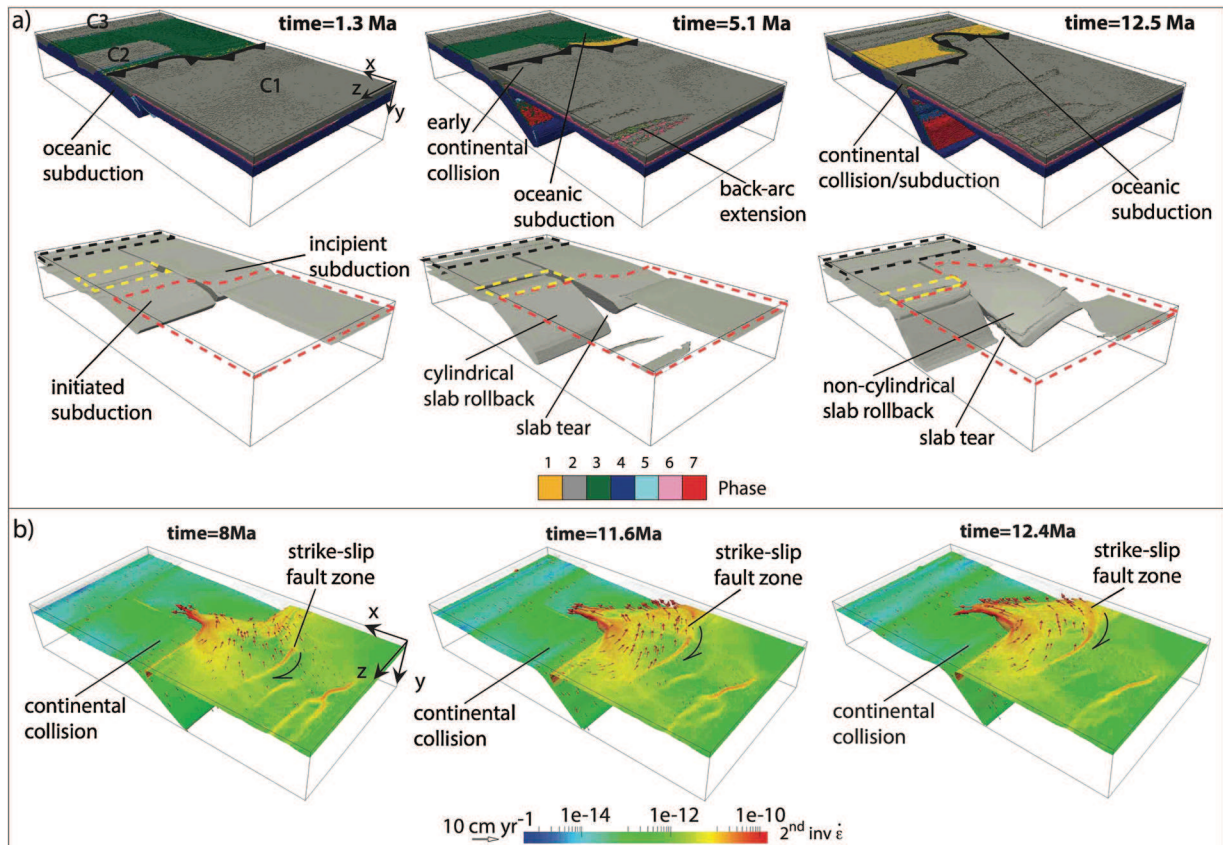 a)
time=1.3 Ma
time=5.1 Ma
time=12.5 Ma
C3
C2
C1
x
z
y
oceanic
subduction
early
continental
collision
oceanic
subduction
back-arc
extension
continental
collision/subduction
oceanic
subduction
incipient
subduction
initiated
subduction
cylindrical
slab rollback
slab tear
non-cylindrical
slab rollback
slab tear
1 2 3 4 5 6 7
Phase
b)
time=8Ma
time=11.6Ma
time=12.4Ma
strike-slip
fault zone
strike-slip
fault zone
strike-slip
fault zone
x
z
y
continental
collision
continental
collision
continental
collision
10 cm yr-1
1e-14 1e-12 1e-10
2nd inv ε̇